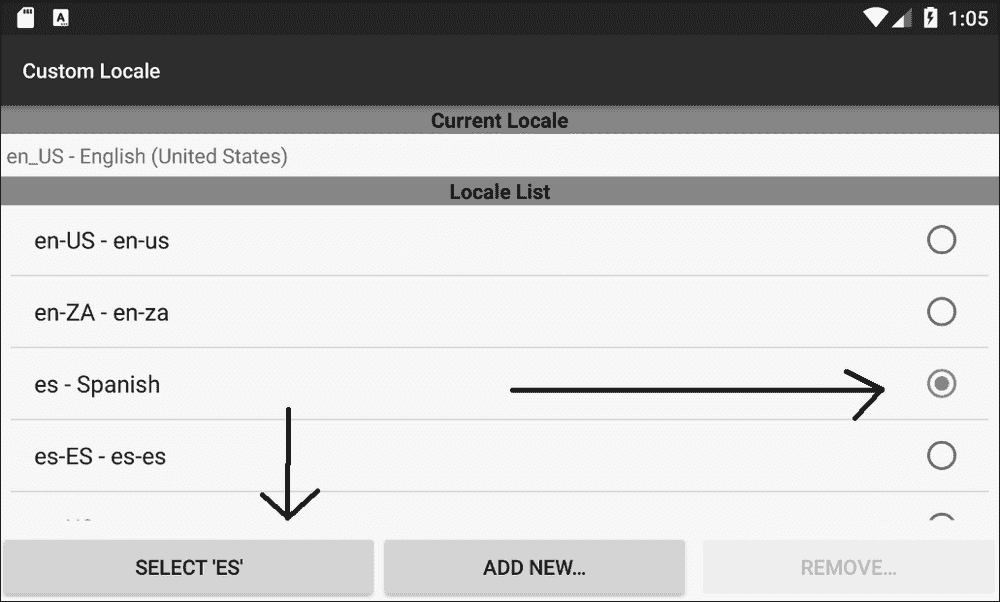 1:05
Custom Locale
Current Locale
en_US - English (United States)
Locale List
en-US - en-us
en-ZA - en-za
es - Spanish
es-ES - es-es
SELECT 'ES'
ADD NEW...
REMOVE...